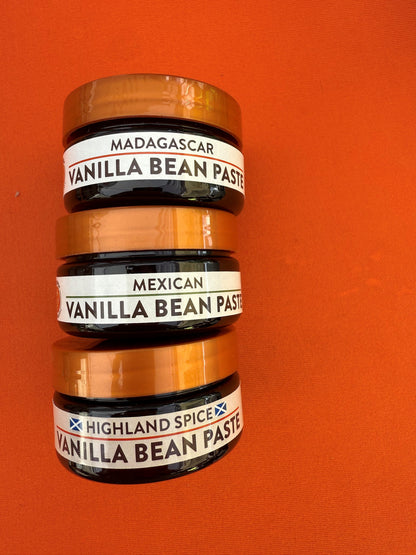 MADAGASCAR
VANILLA BEAN PASTE
MEXICAN
VANILLA BEAN PASTE
HIGHLAND SPICE
VANILLA BEAN PASTE